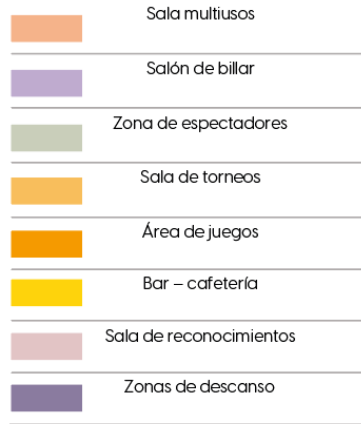 Sala multiusos
Salón de billar
Zona de espectadores
Sala de torneos
Área de juegos
Bar – cafetería
Sala de reconocimientos
Zonas de descanso